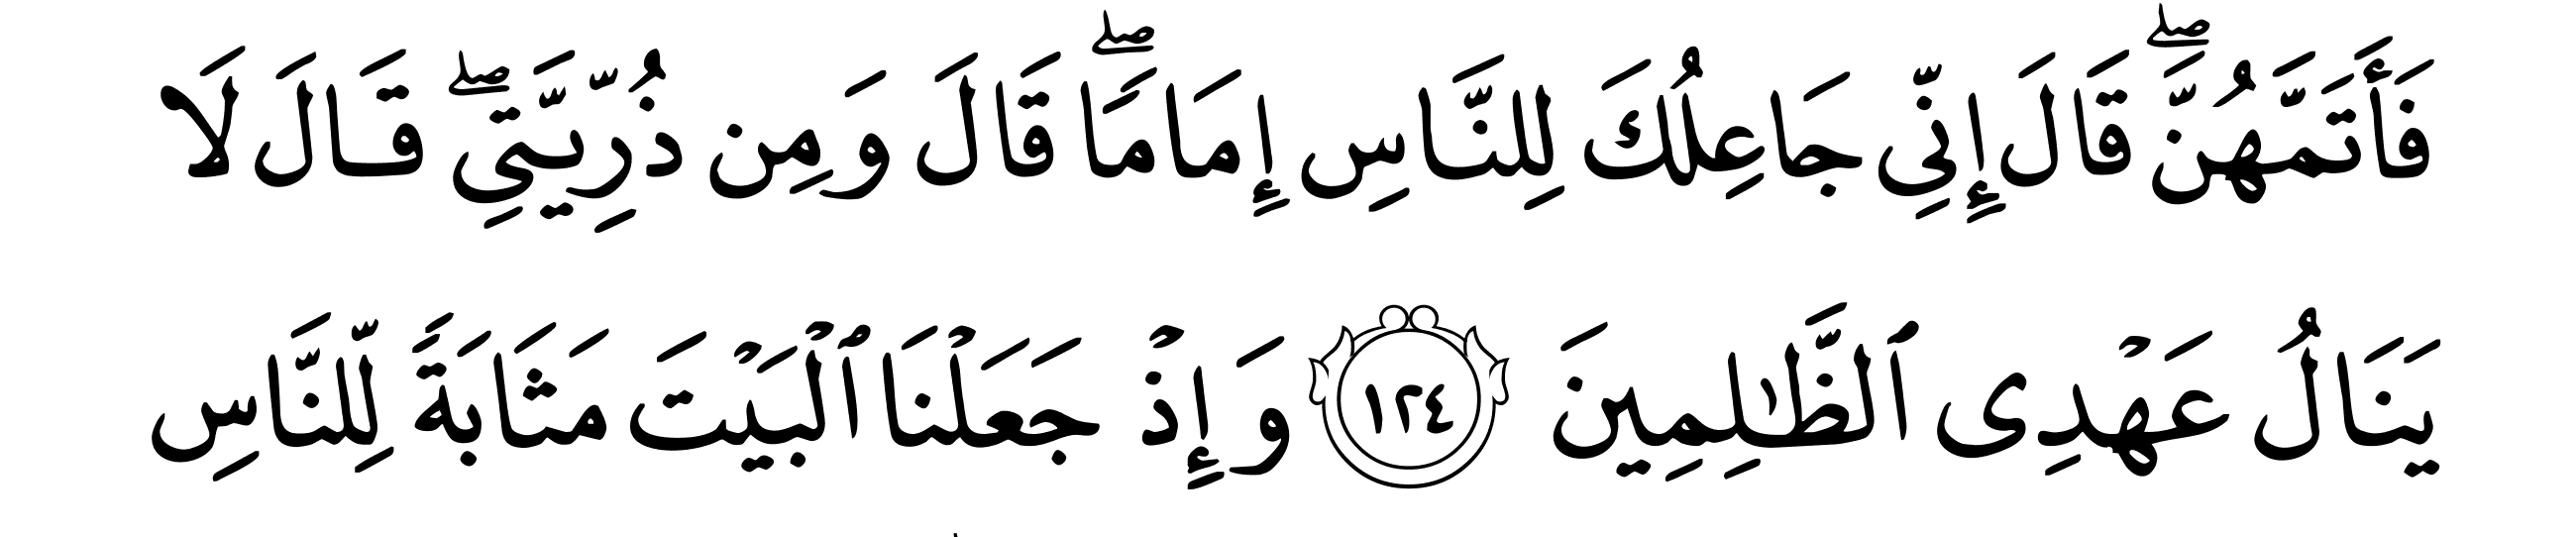 فَأَتَمَّهُنَّۖ قَالَ إِنِّي جَاعِلُكَ لِلنَّاسِ إِمَامًاۖ قَالَ وَمِن ذُرِّيَّتِيۖ قَالَ لَا
يَنَالُ عَهْدِى ٱلظَّٰلِمِينَ ١٢٤ وَإِذْ جَعَلْنَا ٱلْبَيْتَ مَثَابَةً لِّلنَّاسِ